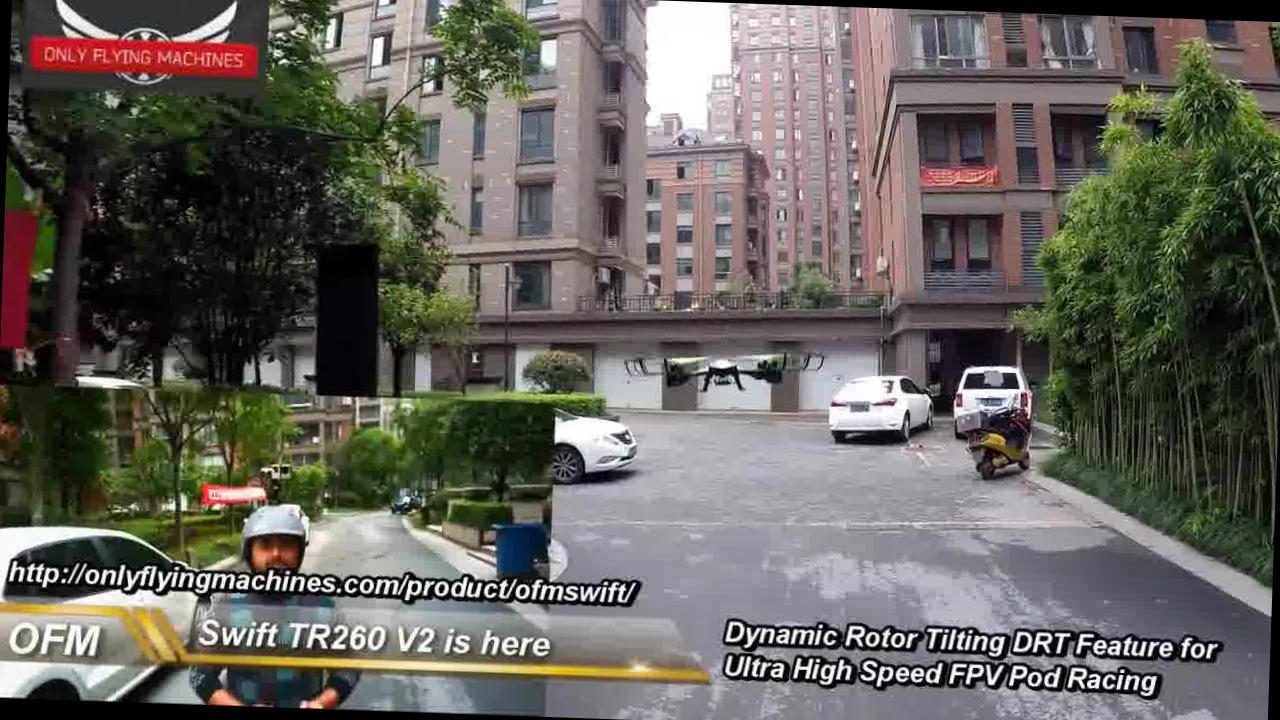 ONLY FLYING MACHINES
http://onlyflyingmachines.com/product/ofmswift/
OFM
Swift TR260 V2 is here
Dynamic Rotor Tilting DRT Feature for
Ultra High Speed FPV Pod Racing